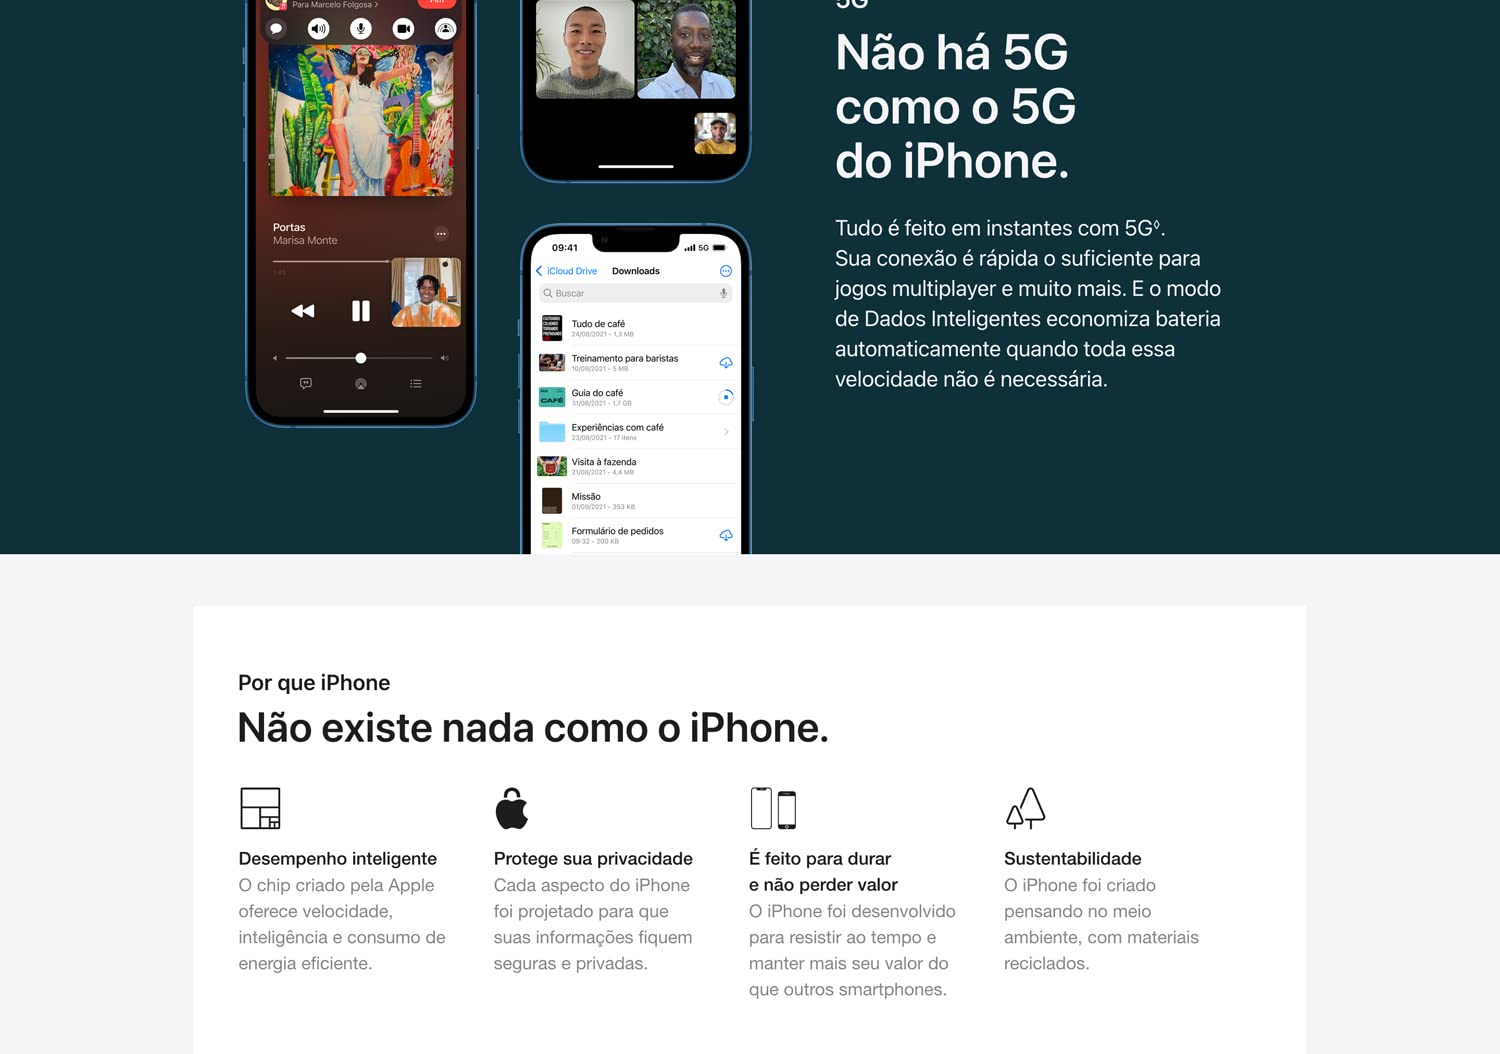 Para Marcelo Folgosa >
5G
Não há 5G
como o 5G
do iPhone.
Tudo é feito em instantes com 5G◊.
Sua conexão é rápida o suficiente para
jogos multiplayer e muito mais. E o modo
de Dados Inteligentes economiza bateria
automaticamente quando toda essa
velocidade não é necessária.
Portas
Marisa Monte
09:41
5G
iCloud Drive
Downloads
Buscar
Tudo de café
24/08/2021 - 1,3 MB
Treinamento para baristas
10/09/2021 - 5 MB
CAFÉ
Guia do café
31/08/2021 - 1,7 GB
Experiências com café
23/08/2021 - 17 itens
Visita à fazenda
21/08/2021 - 4,4 MB
Missão
01/09/2021 - 353 KB
Formulário de pedidos
09:32 - 200 KB
Por que iPhone
Não existe nada como o iPhone.
Desempenho inteligente
O chip criado pela Apple
oferece velocidade,
inteligência e consumo de
energia eficiente.
Protege sua privacidade
Cada aspecto do iPhone
foi projetado para que
suas informações fiquem
seguras e privadas.
É feito para durar
e não perder valor
O iPhone foi desenvolvido
para resistir ao tempo e
manter mais seu valor do
que outros smartphones.
Sustentabilidade
O iPhone foi criado
pensando no meio
ambiente, com materiais
reciclados.